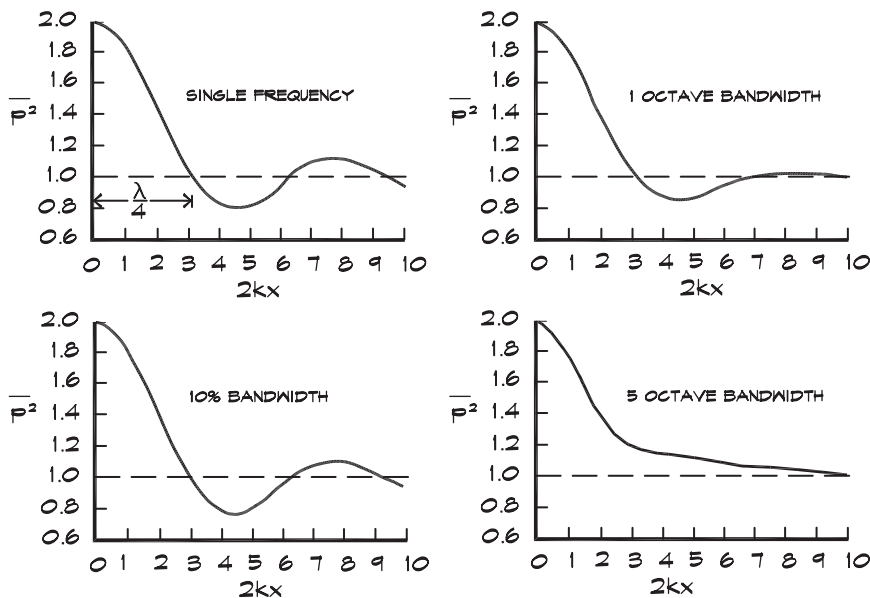 2.0
1.8
1.6
1.4
1.2
1.0
0.8
0.6
p²
SINGLE FREQUENCY
λ
4
0 1 2 3 4 5 6 7 8 9 10
2kx
2.0
1.8
1.6
1.4
1.2
1.0
0.8
0.6
p²
1 OCTAVE BANDWIDTH
0 1 2 3 4 5 6 7 8 9 10
2kx
2.0
1.8
1.6
1.4
1.2
1.0
0.8
0.6
p²
10% BANDWIDTH
0 1 2 3 4 5 6 7 8 9 10
2kx
2.0
1.8
1.6
1.4
1.2
1.0
0.8
0.6
p²
5 OCTAVE BANDWIDTH
0 1 2 3 4 5 6 7 8 9 10
2kx